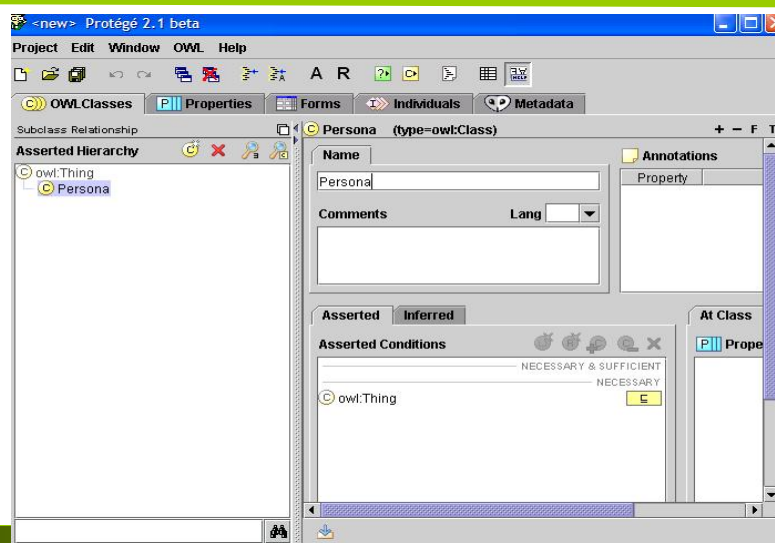 <new> Protégé 2.1 beta
Project Edit Window OWL Help
OWLClasses Properties Forms Individuals Metadata
Subclass Relationship
Asserted Hierarchy
owl:Thing
Persona
Persona (type=owl:Class) + - F T
Name
Persona
Annotations
Property
Comments Lang
Asserted Inferred
Asserted Conditions
NECESSARY & SUFFICIENT
NECESSARY
owl:Thing
At Class
Prope